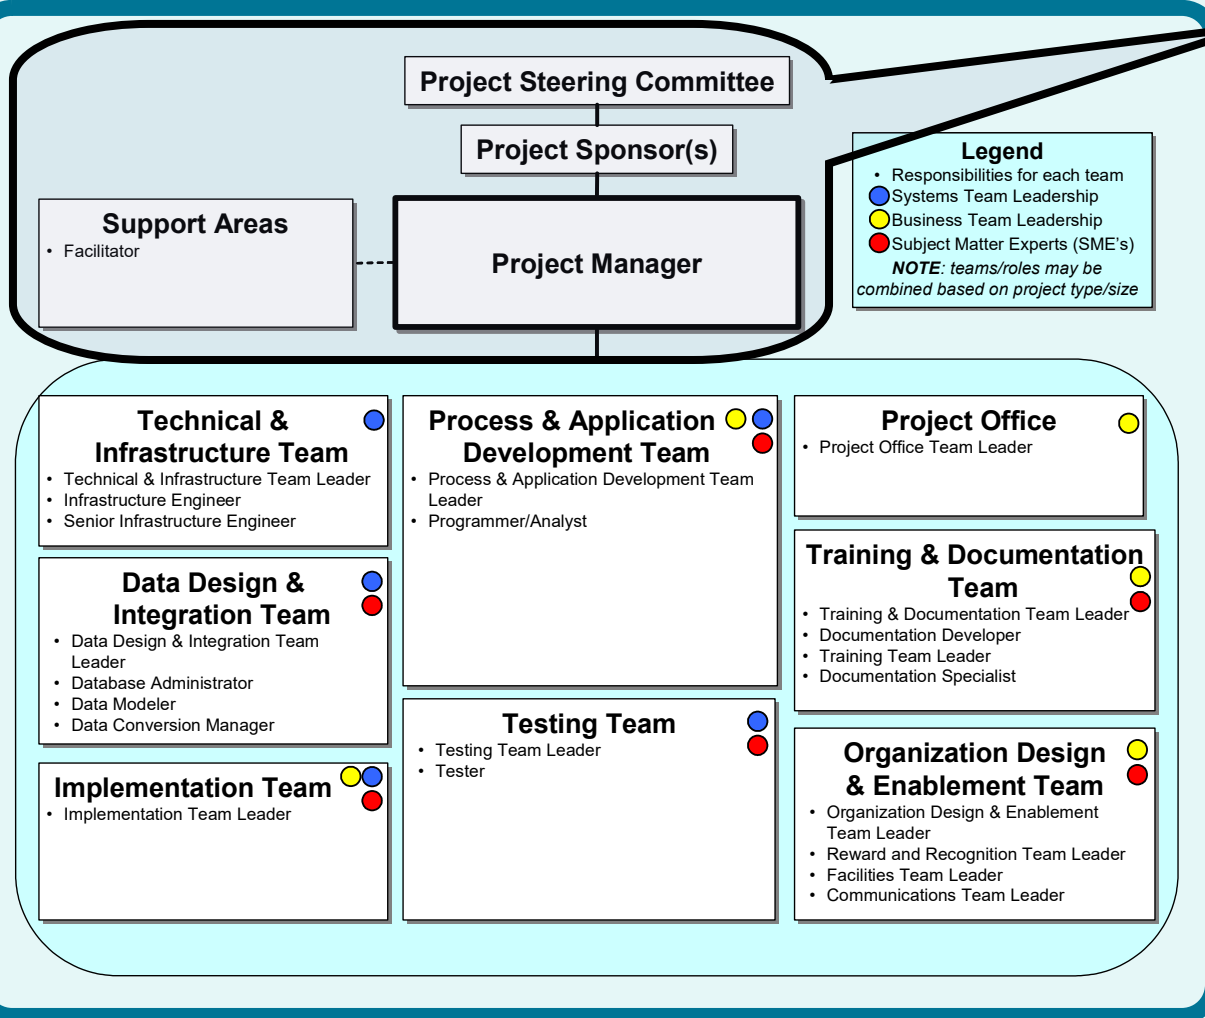 Project Steering Committee
Project Sponsor(s)
Support Areas
• Facilitator
Project Manager
Legend
• Responsibilities for each team
Systems Team Leadership
Business Team Leadership
Subject Matter Experts (SME's)
NOTE: teams/roles may be
combined based on project type/size
Technical &
Infrastructure Team
• Technical & Infrastructure Team Leader
• Infrastructure Engineer
• Senior Infrastructure Engineer
Process & Application
Development Team
• Process & Application Development Team
Leader
• Programmer/Analyst
Project Office
• Project Office Team Leader
Data Design &
Integration Team
• Data Design & Integration Team
Leader
• Database Administrator
• Data Modeler
• Data Conversion Manager
Training & Documentation
Team
• Training & Documentation Team Leader
• Documentation Developer
• Training Team Leader
• Documentation Specialist
Implementation Team
• Implementation Team Leader
Testing Team
• Testing Team Leader
• Tester
Organization Design
& Enablement Team
• Organization Design & Enablement
Team Leader
• Reward and Recognition Team Leader
• Facilities Team Leader
• Communications Team Leader